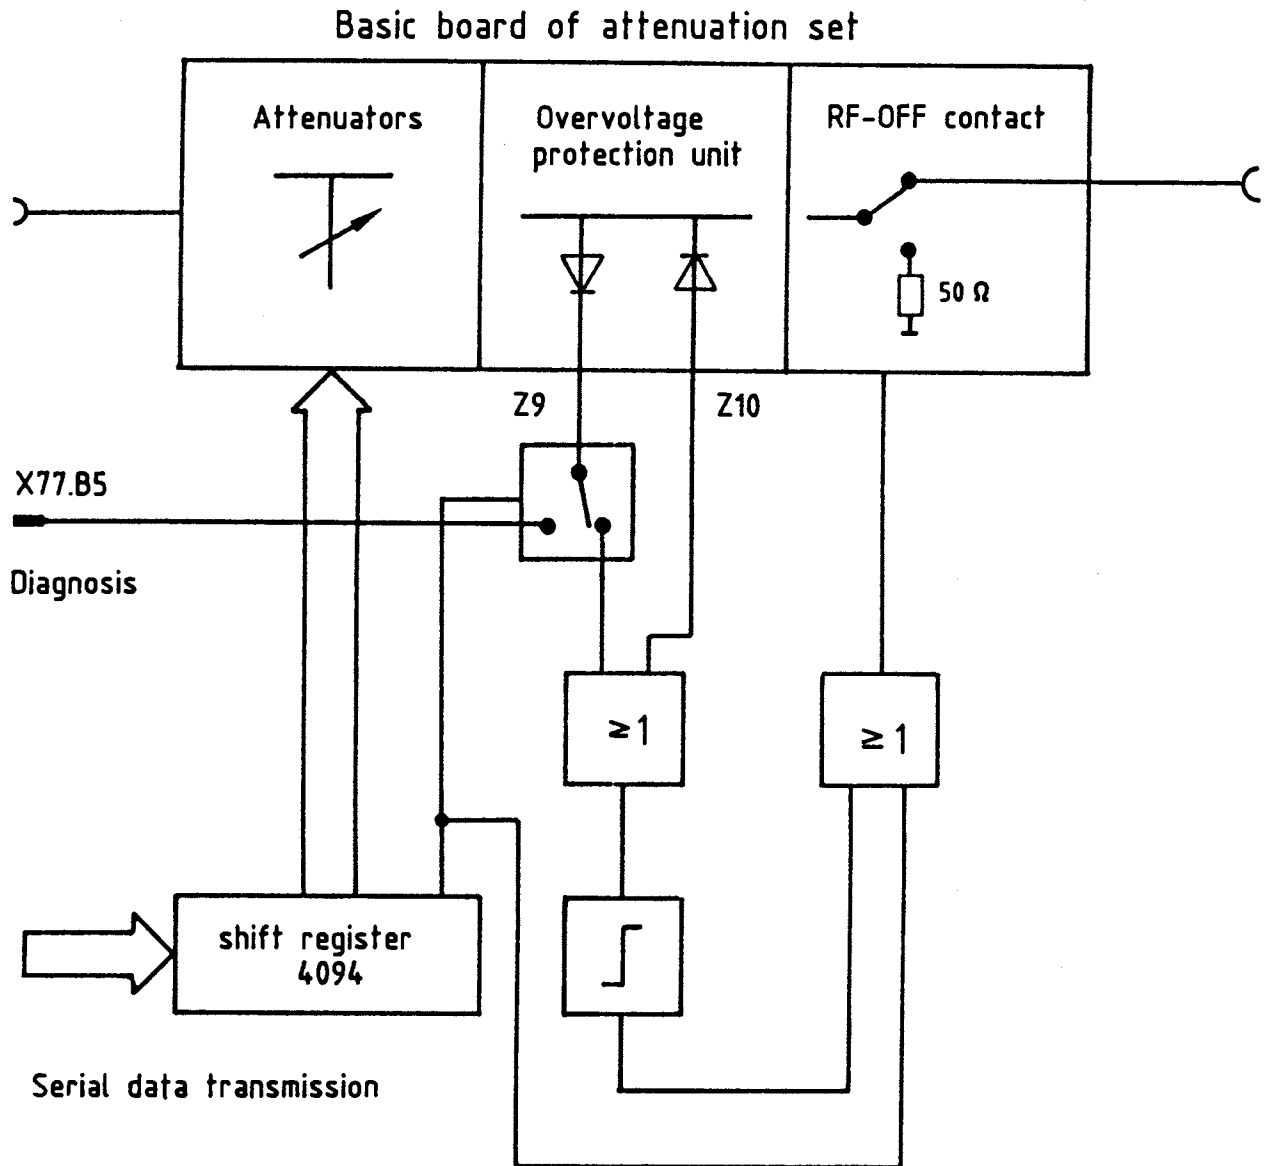 Basic board of attenuation set
Attenuators
Overvoltage
protection unit
RF-OFF contact
50 Ω
Z9
Z10
X77.B5
Diagnosis
≥1
≥1
shift register
4094
Serial data transmission